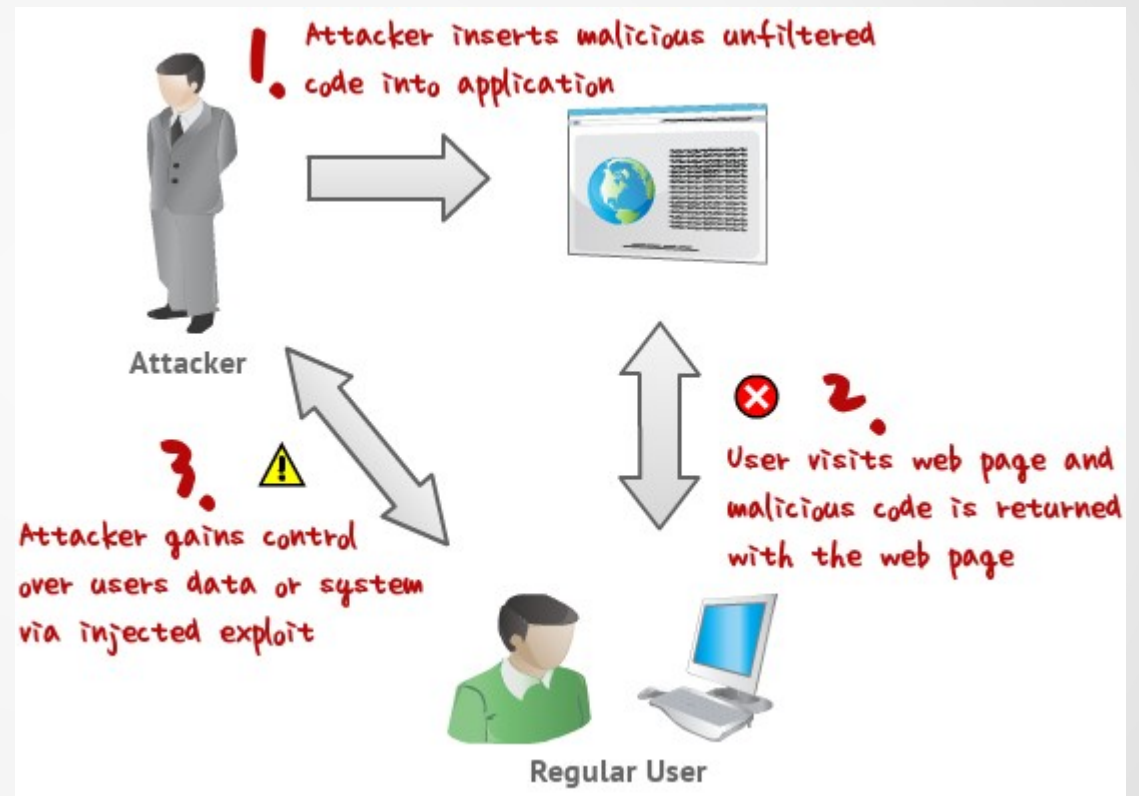 1.
Attacker inserts malicious unfiltered
code into application
Attacker
2.
User visits web page and
malicious code is returned
with the web page
3.
Attacker gains control
over users data or system
via injected exploit
Regular User